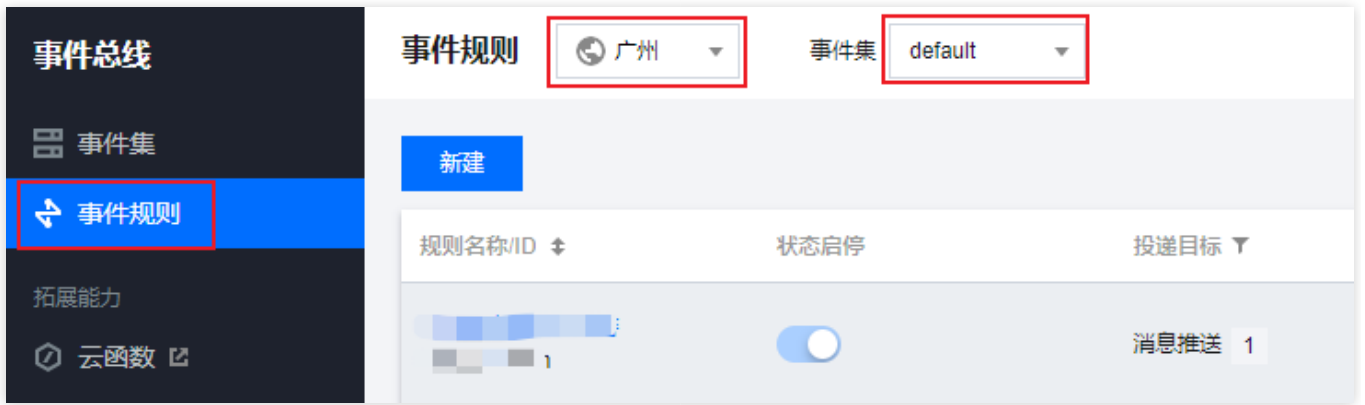 事件总线
事件集
事件规则
拓展能力
云函数
事件规则 广州 事件集 default
新建
规则名称/ID 状态启停 投递目标
消息推送 1